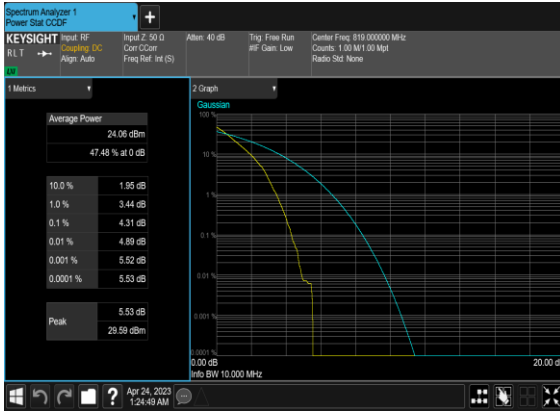 Spectrum Analyzer 1
Power Stat CCDF
+
KEYSIGHT
RLT
Input: RF
Coupling: DC
Align: Auto
Input Z: 50 Ω
Corr CCorr
Freq Ref: Int (S)
Atten: 40 dB
Trig: Free Run
#IF Gain: Low
Center Freq: 819.000000 MHz
Counts: 1.00 M/1.00 Mpt
Radio Std: None
1 Metrics
Average Power
24.06 dBm
47.48 % at 0 dB
10.0 % 1.95 dB
1.0 % 3.44 dB
0.1 % 4.31 dB
0.01 % 4.89 dB
0.001 % 5.52 dB
0.0001 % 5.53 dB
Peak
5.53 dB
29.59 dBm
2 Graph
Gaussian
100 %
10 %
1 %
0.1 %
0.01 %
0.001 %
0.0001 %
0.00 dB
20.00 d
Info BW 10.000 MHz
?
Apr 24, 2023
1:24:49 AM